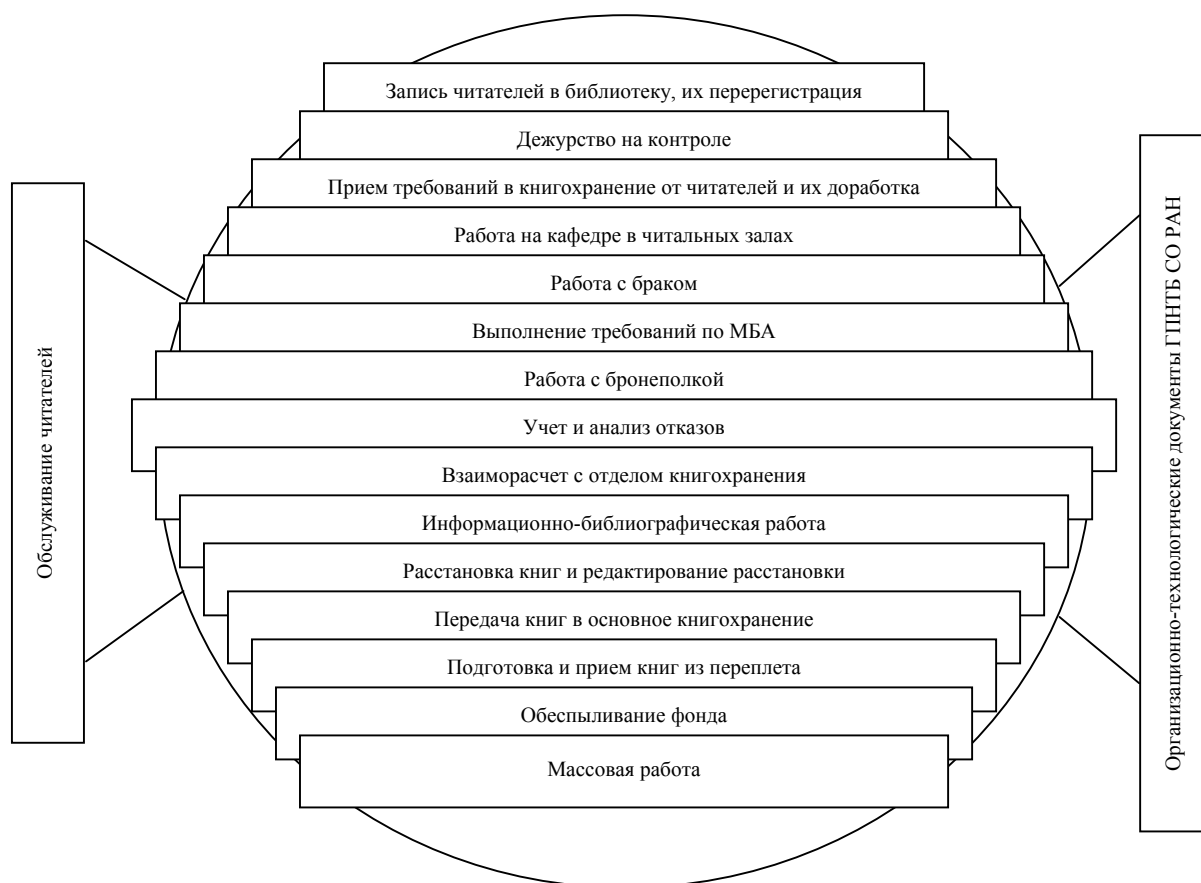 Запись читателей в библиотеку, их перерегистрация
Дежурство на контроле
Прием требований в книгохранение от читателей и их доработка
Работа на кафедре в читальных залах
Работа с браком
Выполнение требований по МБА
Работа с бронеполкой
Учет и анализ отказов
Взаиморасчет с отделом книгохранения
Информационно-библиографическая работа
Расстановка книг и редактирование расстановки
Передача книг в основное книгохранение
Подготовка и прием книг из переплета
Обеспыливание фонда
Массовая работа
Обслуживание читателей
Организационно-технологические документы ГПНТБ СО РАН